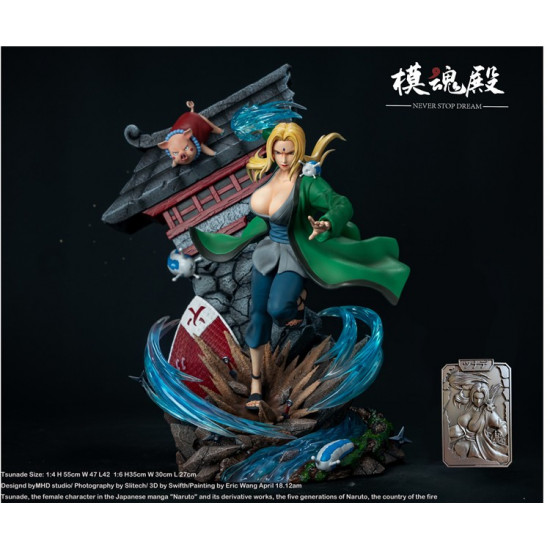 模魂殿
NEVER STOP DREAM
Tsunade Size: 1:4 H 55cm W 47 L42 1:6 H35cm W 30cm L 27cm
Designd byMHD studio/ Photography by Slitech/ 3D by Swifth/Painting by Eric Wang April 18.12am
Tsunade, the female character in the Japanese manga "Naruto" and its derivative works, the five generations of Naruto, the country of the fire